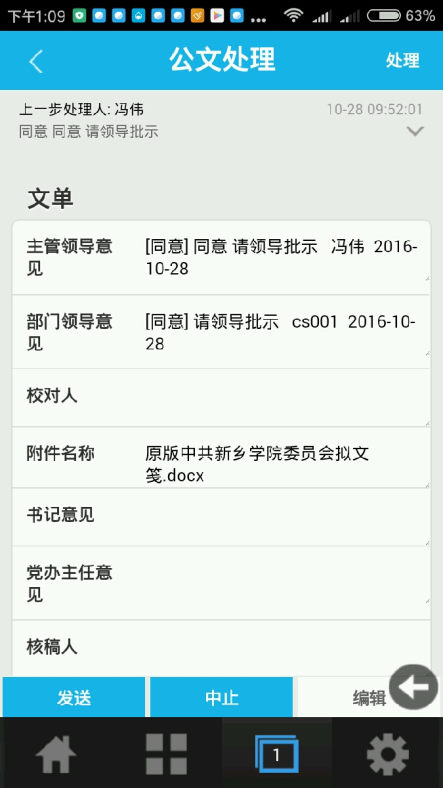 下午1:09 ... 63%
公文处理 处理
上一步处理人: 冯伟 10-28 09:52:01
同意 同意 请领导批示
文单
主管领导意见 [同意] 同意 请领导批示 冯伟 2016-10-28
部门领导意见 [同意] 请领导批示 cs001 2016-10-28
校对人
附件名称 原版中共新乡学院委员会拟文笺.docx
书记意见
党办主任意见
核稿人
发送 中止 编辑
1